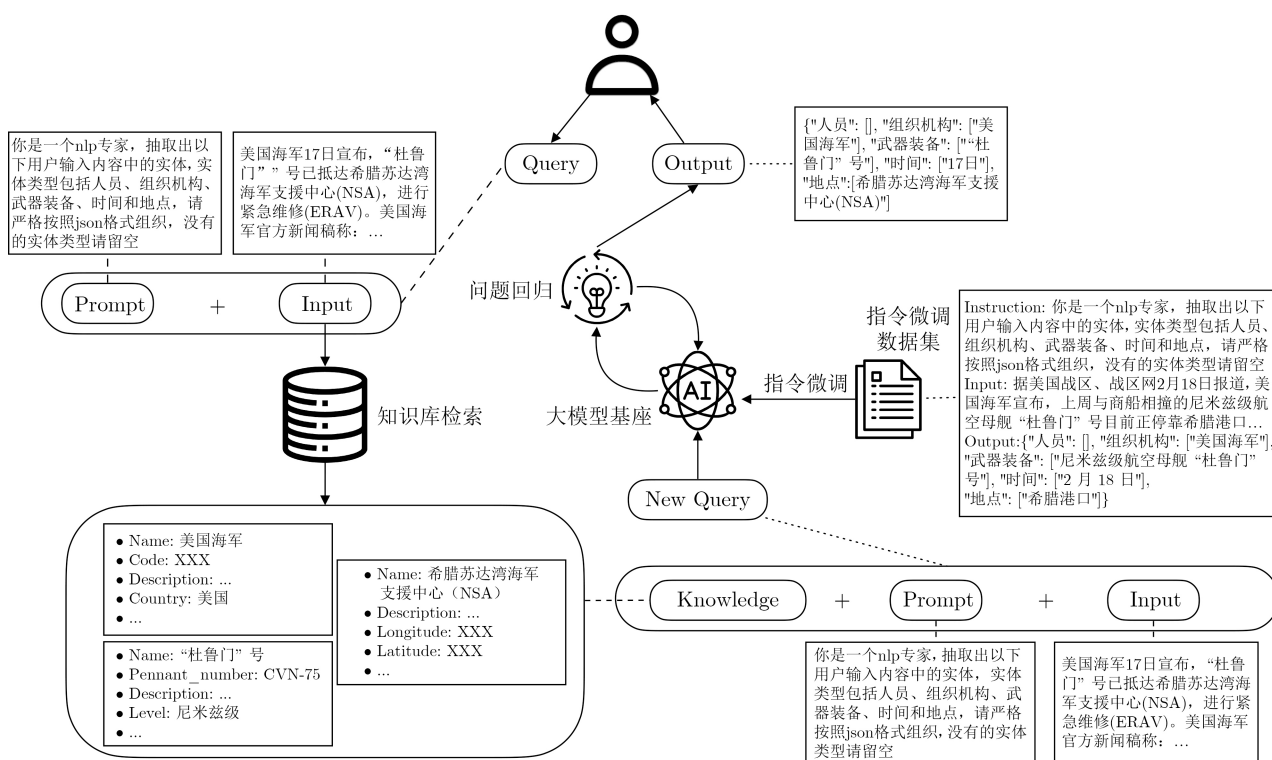 你是一个nlp专家，抽取出以
下用户输入内容中的实体，实
体类型包括人员、组织机构、
武器装备、时间和地点，请
严格按照json格式组织，没有
的实体类型请留空
美国海军17日宣布，“杜鲁
门”” 号已抵达希腊苏达湾
海军支援中心(NSA)，进行
紧急维修(ERAV)。美国海
军官方新闻稿称：...
Query
Output
{"人员": [], "组织机构": ["美
国海军"], "武器装备": ["“杜
鲁门” 号"], "时间": ["17日"],
"地点":[希腊苏达湾海军支援
中心(NSA)"]
Prompt
+
Input
问题回归
知识库检索
大模型基座
指令微调
指令微调
数据集
Instruction: 你是一个nlp专家，抽取出以下
用户输入内容中的实体,实体类型包括人员、
组织机构、武器装备、时间和地点，请严格
按照json格式组织，没有的实体类型请留空
Input: 据美国战区、战区网2月18日报道,美
国海军宣布，上周与商船相撞的尼米兹级航
空母舰 “杜鲁门” 号目前正停靠希腊港口...
Output:{"人员": [], "组织机构": ["美国海军"],
"武器装备": ["尼米兹级航空母舰 “杜鲁门”
号"], "时间": ["2 月 18 日"],
"地点": ["希腊港口"]}
New Query
• Name: 美国海军
• Code: XXX
• Description: ...
• Country: 美国
• ...
• Name: “杜鲁门” 号
• Pennant_number: CVN-75
• Description: ...
• Level: 尼米兹级
• ...
• Name: 希腊苏达湾海军
支援中心（NSA）
• Description: ...
• Longitude: XXX
• Latitude: XXX
• ...
Knowledge
+
Prompt
+
Input
你是一个nlp专家,抽取出以下
用户输入内容中的实体，实体
类型包括人员、组织机构、武
器装备、时间和地点，请严格
按照json格式组织,没有的实体
类型请留空
美国海军17日宣布，“杜鲁
门” 号已抵达希腊苏达湾海
军支援中心(NSA)，进行紧
急维修(ERAV)。美国海军
官方新闻稿称：...
AI